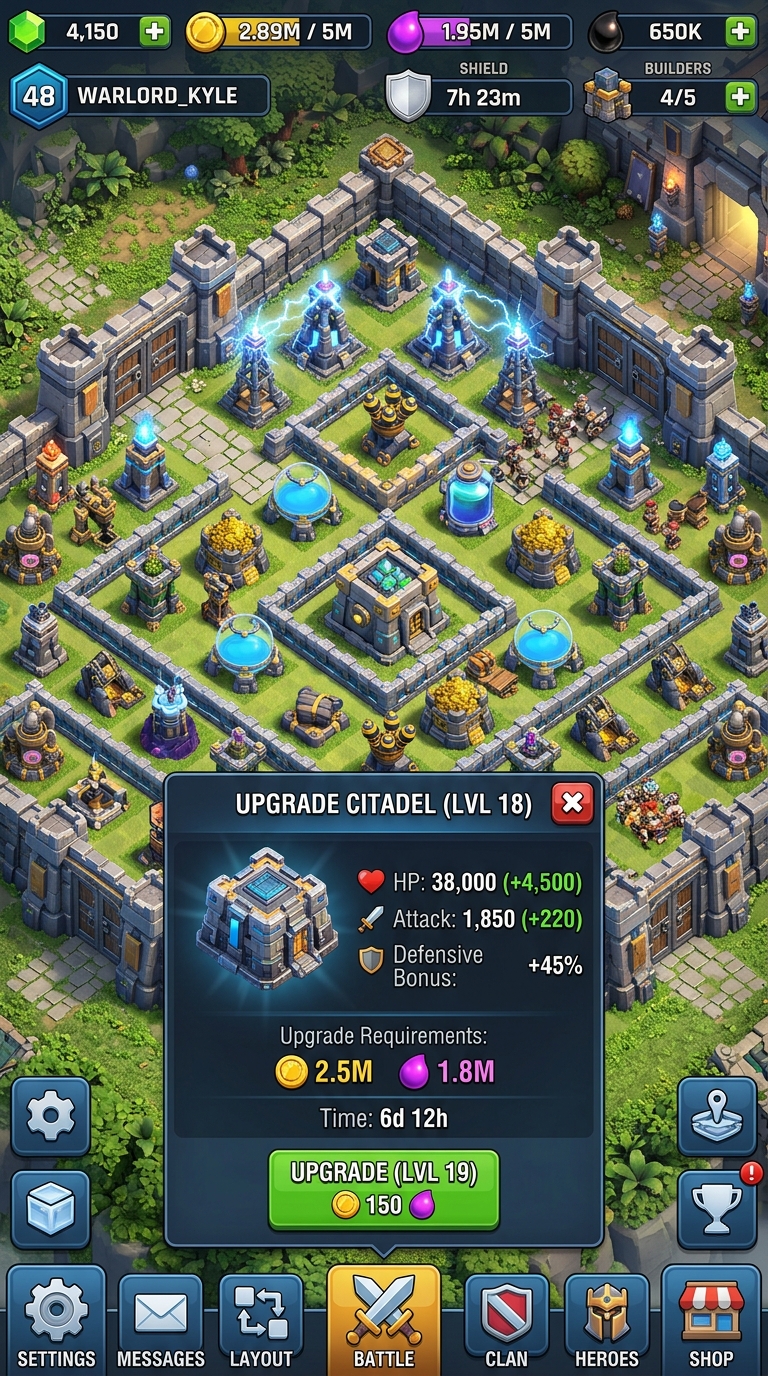 4,150
2.89M / 5M
1.95M / 5M
650K
48
WARLORD_KYLE
SHIELD
7h 23m
BUILDERS
4/5
UPGRADE CITADEL (LVL 18)
HP: 38,000 (+4,500)
Attack: 1,850 (+220)
Defensive
Bonus: +45%
Upgrade Requirements:
2.5M 1.8M
Time: 6d 12h
UPGRADE (LVL 19)
150
!
SETTINGS
MESSAGES
LAYOUT
BATTLE
CLAN
HEROES
SHOP